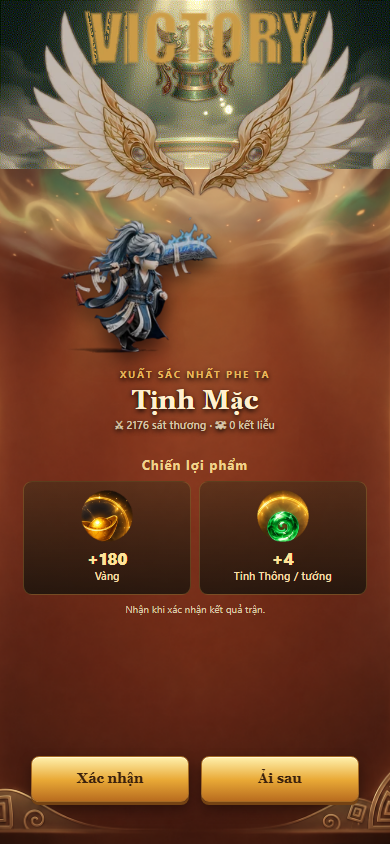 VICTORY
XUẤT SẮC NHẤT PHE TA
Tịnh Mặc
2176 sát thương · 0 kết liễu
Chiến lợi phẩm
+180
Vàng
+4
Tinh Thông / tướng
Nhận khi xác nhận kết quả trận.
Xác nhận
Ải sau